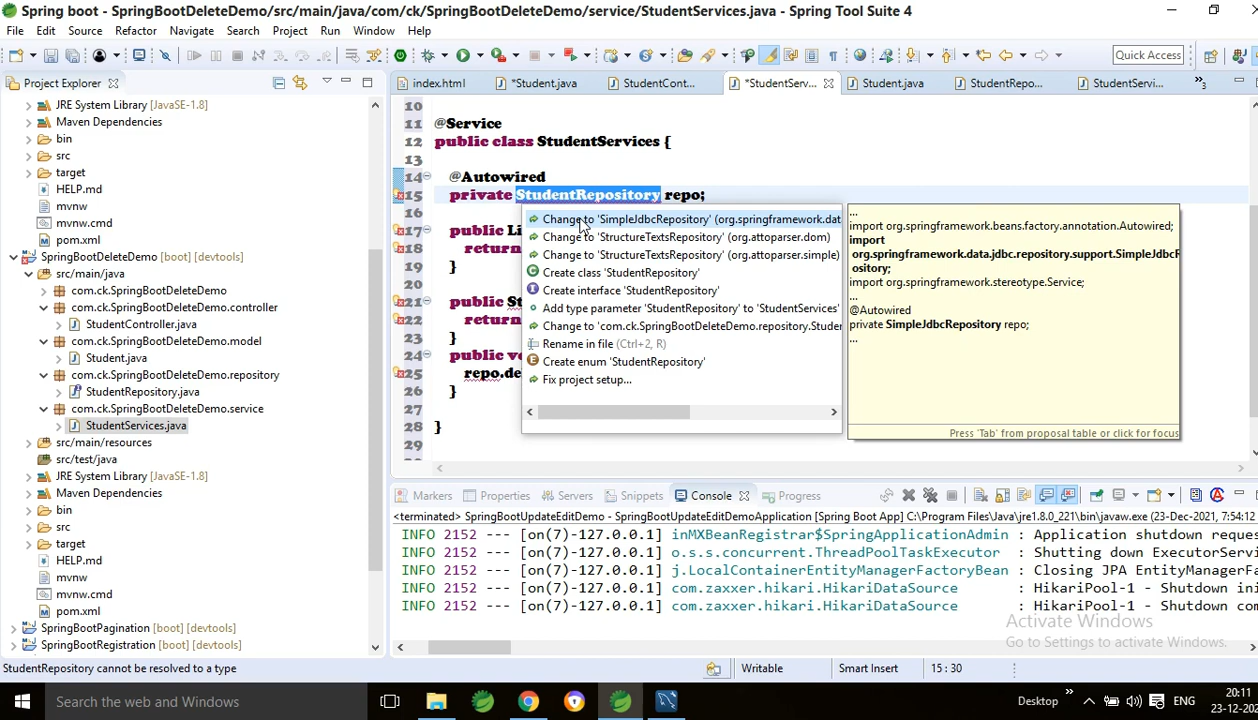 Spring boot - SpringBootDeleteDemo/src/main/java/com/ck/SpringBootDeleteDemo/service/StudentServices.java - Spring Tool Suite 4
File Edit Source Refactor Navigate Search Project Run Window Help
Quick Access
Project Explorer
index.html *Student.java StudentCont... *StudentServ... Student.java StudentRepo... StudentServi... »3
JRE System Library [JavaSE-1.8]
Maven Dependencies
bin
src
target
HELP.md
mvnw
mvnw.cmd
pom.xml
SpringBootDeleteDemo [boot] [devtools]
src/main/java
com.ck.SpringBootDeleteDemo
com.ck.SpringBootDeleteDemo.controller
StudentController.java
com.ck.SpringBootDeleteDemo.model
Student.java
com.ck.SpringBootDeleteDemo.repository
StudentRepository.java
com.ck.SpringBootDeleteDemo.service
StudentServices.java
src/main/resources
src/test/java
JRE System Library [JavaSE-1.8]
Maven Dependencies
bin
src
target
HELP.md
mvnw
mvnw.cmd
pom.xml
SpringBootPagination [boot] [devtools]
SpringBootRegistration [boot] [devtools]
10
11 @Service
12 public class StudentServices {
13
14 @Autowired
15 private StudentRepository repo;
16
17 public Li
18 return
19 }
20
21 public St
22 return
23 }
24 public vo
25 repo.de
26 }
27
28 }
29
Change to 'SimpleJdbcRepository' (org.springframework.dat
Change to 'StructureTextsRepository' (org.attoparser.dom)
Change to 'StructureTextsRepository' (org.attoparser.simple)
Create class 'StudentRepository'
Create interface 'StudentRepository'
Add type parameter 'StudentRepository' to 'StudentServices'
Change to 'com.ck.SpringBootDeleteDemo.repository.Studer
Rename in file (Ctrl+2, R)
Create enum 'StudentRepository'
Fix project setup...
...
import org.springframework.beans.factory.annotation.Autowired;
import
org.springframework.data.jdbc.repository.support.SimpleJdbcR
ository;
import org.springframework.stereotype.Service;
...
@Autowired
private SimpleJdbcRepository repo;
...
Press 'Tab' from proposal table or click for focus
Markers Properties Servers Snippets Console Progress
<terminated> SpringBootUpdateEditDemo - SpringBootUpdateEditDemoApplication [Spring Boot App] C:\Program Files\Java\jre1.8.0_221\bin\javaw.exe (23-Dec-2021, 7:54:12
INFO 2152 --- [on(7)-127.0.0.1] inMXBeanRegistrar$SpringApplicationAdmin : Application shutdown reques
INFO 2152 --- [on(7)-127.0.0.1] o.s.s.concurrent.ThreadPoolTaskExecutor : Shutting down ExecutorServi
INFO 2152 --- [on(7)-127.0.0.1] j.LocalContainerEntityManagerFactoryBean : Closing JPA EntityManagerFa
INFO 2152 --- [on(7)-127.0.0.1] com.zaxxer.hikari.HikariDataSource : HikariPool-1 - Shutdown ini
INFO 2152 --- [on(7)-127.0.0.1] com.zaxxer.hikari.HikariDataSource : HikariPool-1 - Shutdown com
Activate Windows
Go to Settings to activate Windows.
StudentRepository cannot be resolved to a type
Writable Smart Insert 15 : 30
Search the web and Windows
Desktop » ENG
20:11
23-12-202